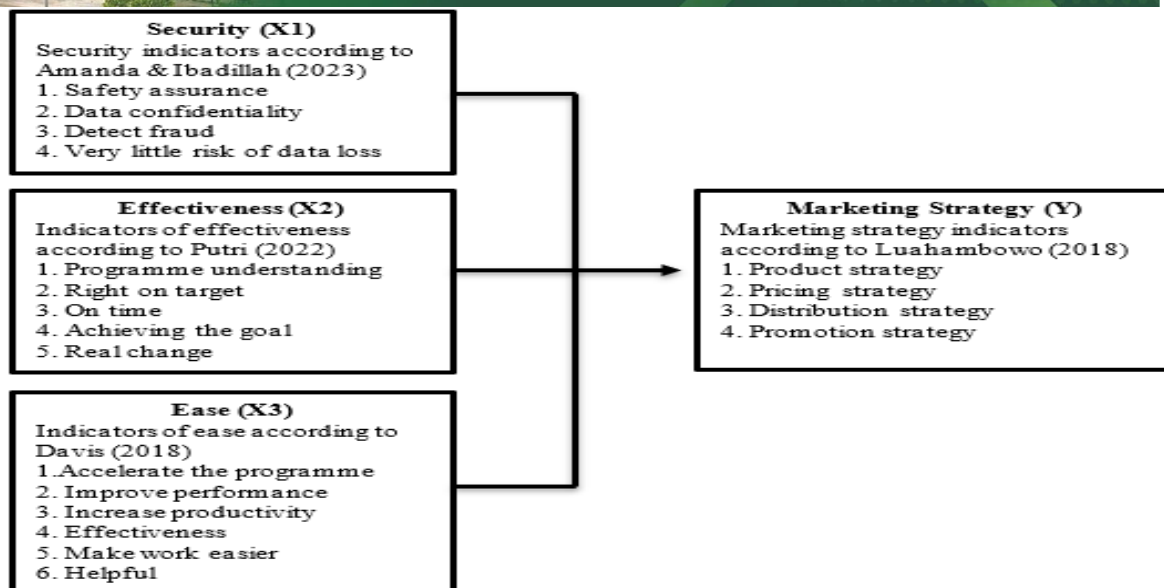 Security (X1)
Security indicators according to
Amanda & Ibadillah (2023)
1. Safety assurance
2. Data confidentiality
3. Detect fraud
4. Very little risk of data loss
Effectiveness (X2)
Indicators of effectiveness
according to Putri (2022)
1. Programme understanding
2. Right on target
3. On time
4. Achieving the goal
5. Real change
Ease (X3)
Indicators of ease according to
Davis (2018)
1.Accelerate the programme
2. Improve performance
3. Increase productivity
4. Effectiveness
5. Make work easier
6. Helpful
Marketing Strategy (Y)
Marketing strategy indicators
according to Luahambowo (2018)
1. Product strategy
2. Pricing strategy
3. Distribution strategy
4. Promotion strategy